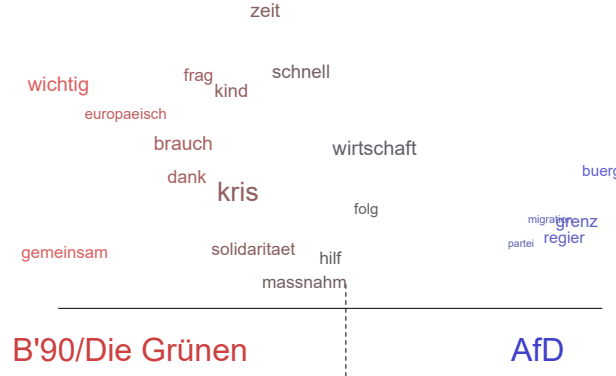 zeit
schnell
frag
wichtig
kind
europaeisch
brauch
wirtschaft
buerg
dank
kris
folg
migration
grenz
regier
partei
gemeinsam
solidaritaet
hilf
massnahm
B'90/Die Grünen
AfD